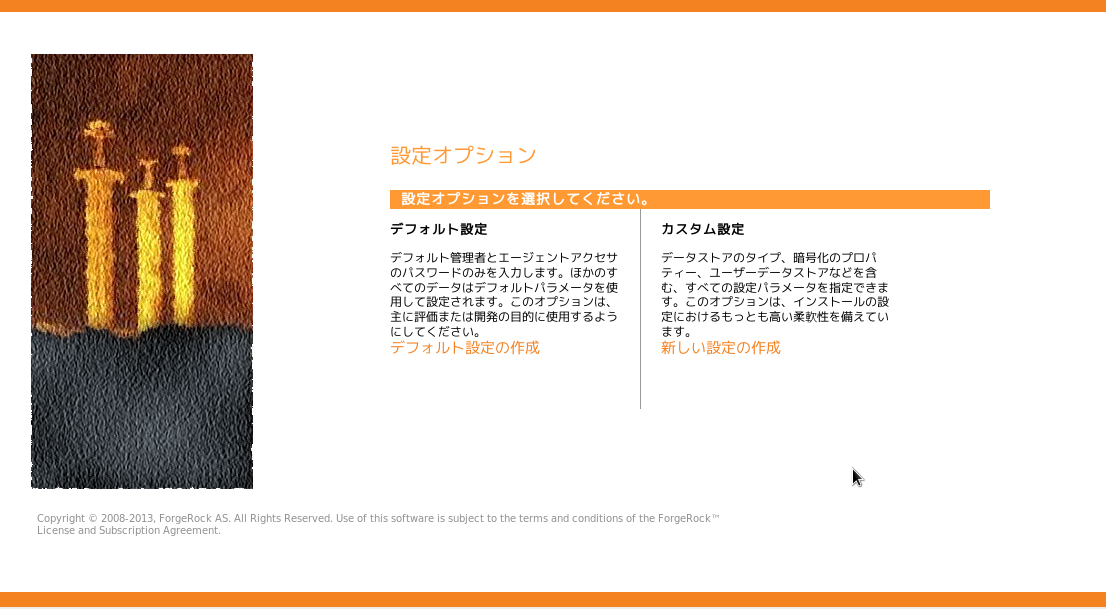 設定オプション
設定オプションを選択してください。
デフォルト設定
デフォルト管理者とエージェントアクセサ
のパスワードのみを入力します。ほかのす
べてのデータはデフォルトパラメータを使
用して設定されます。このオプションは、
主に評価または開発の目的に使用するよう
にしてください。
デフォルト設定の作成
カスタム設定
データストアのタイプ、暗号化のプロパ
ティー、ユーザーデータストアなどを含
む、すべての設定パラメータを指定できま
す。このオプションは、インストールの設
定におけるもっとも高い柔軟性を備えてい
ます。
新しい設定の作成
Copyright © 2008-2013, ForgeRock AS. All Rights Reserved. Use of this software is subject to the terms and conditions of the ForgeRock™
License and Subscription Agreement.